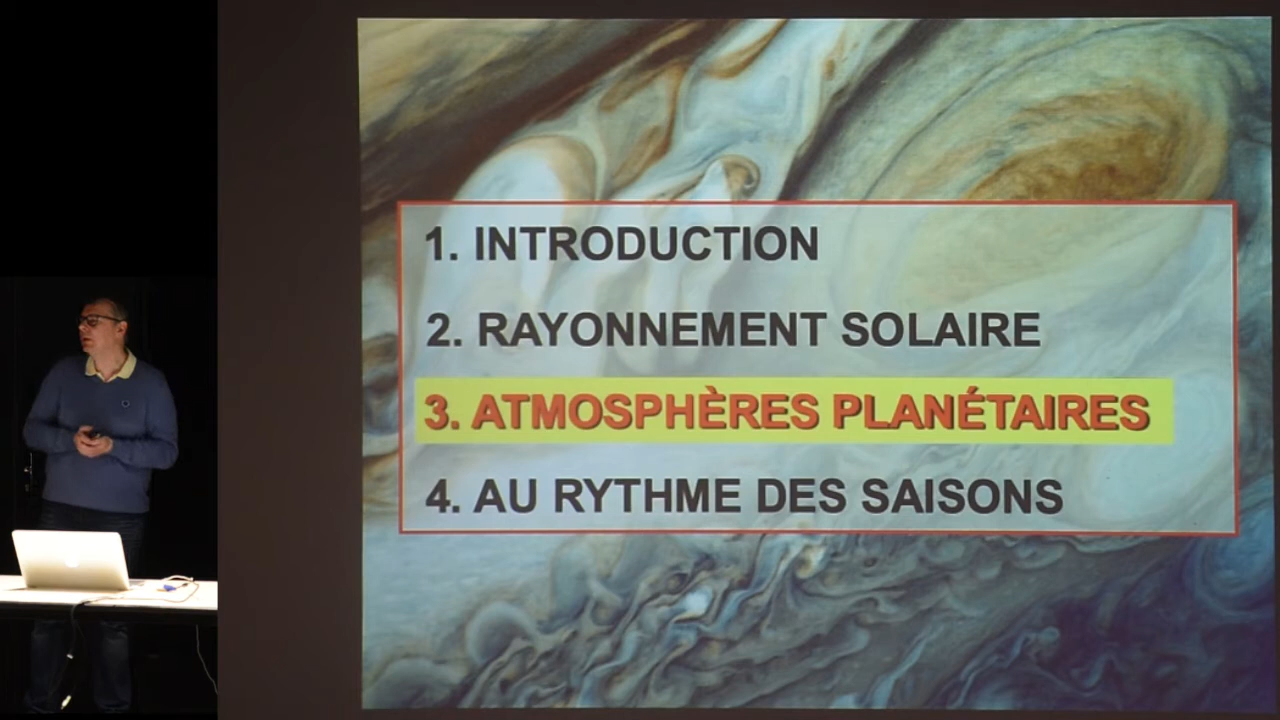 1. INTRODUCTION
2. RAYONNEMENT SOLAIRE
3. ATMOSPHÈRES PLANÉTAIRES
4. AU RYTHME DES SAISONS